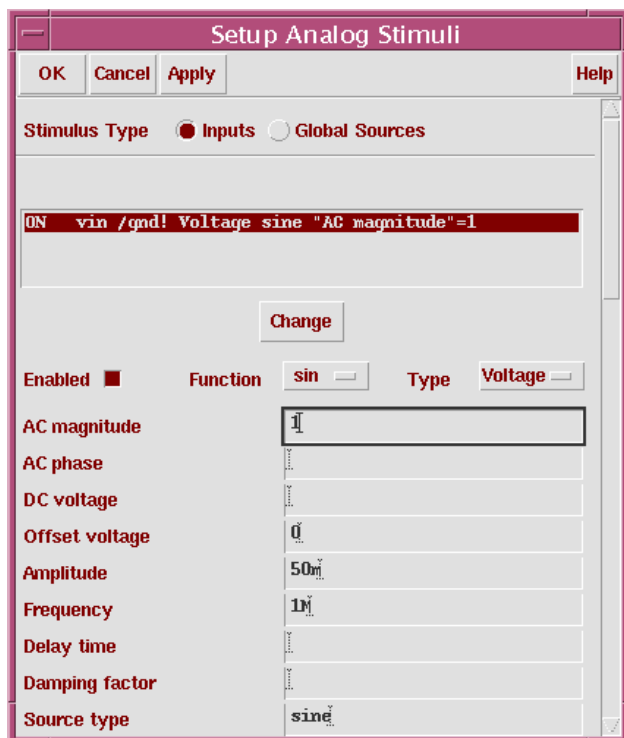 Setup Analog Stimuli
OK Cancel Apply Help
Stimulus Type Inputs Global Sources
ON vin /gnd! Voltage sine "AC magnitude"=1
Change
Enabled Function sin Type Voltage
AC magnitude 1
AC phase
DC voltage
Offset voltage 0
Amplitude 50m
Frequency 1M
Delay time
Damping factor
Source type sine